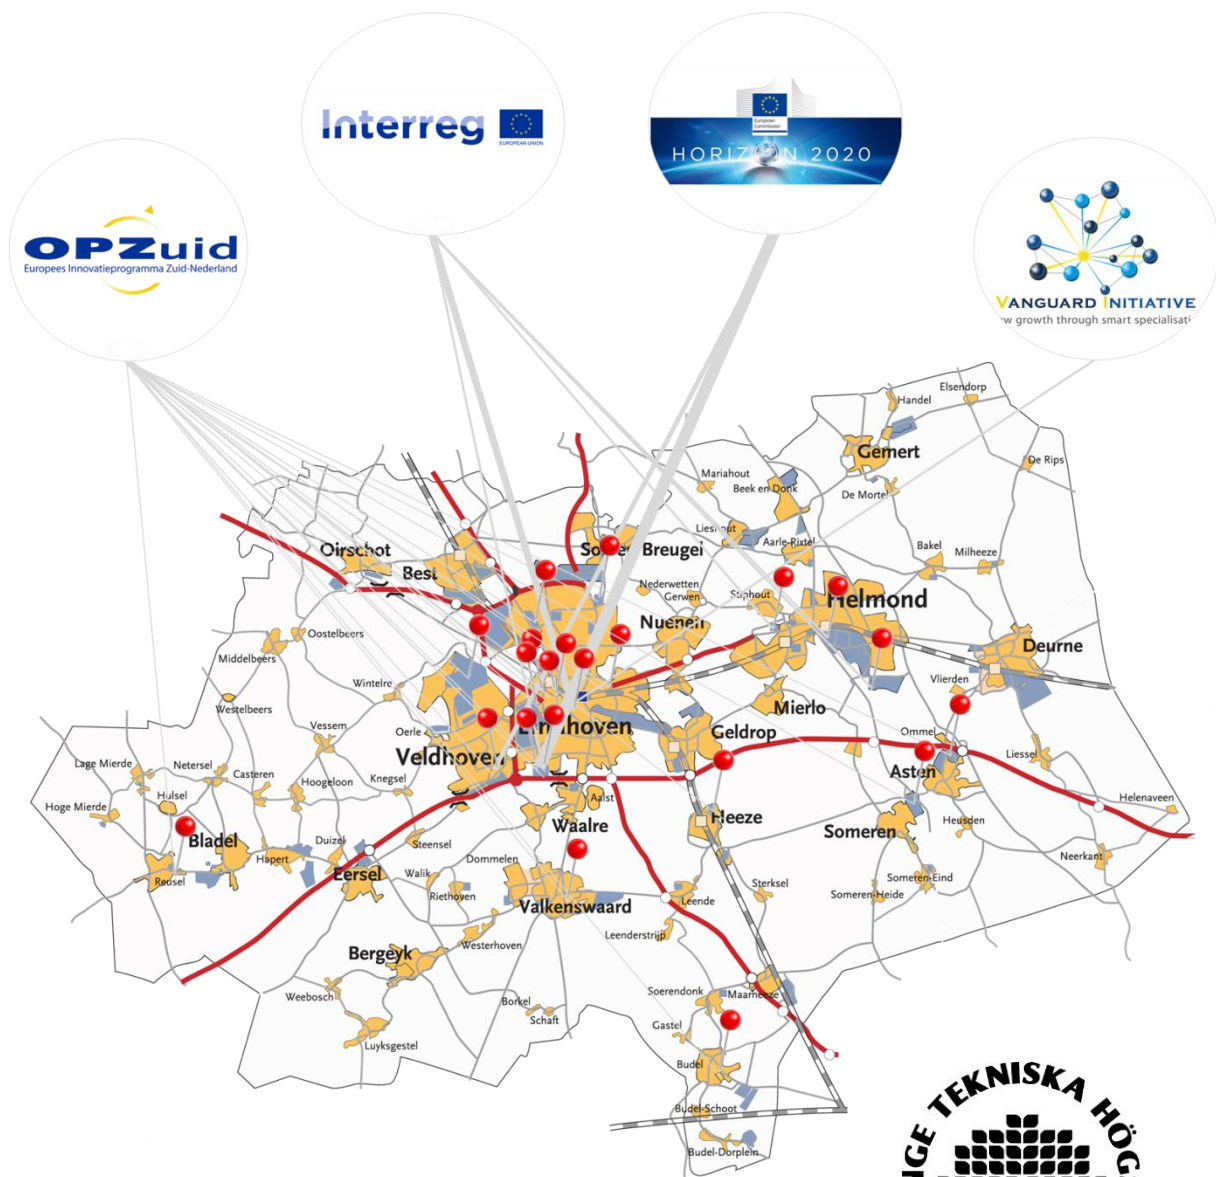 Interreg
EUROPEAN UNION
European
Commission
HORIZON 2020
OPZuid
Europees Innovatieprogramma Zuid-Nederland
VANGUARD INITIATIVE
growth through smart
Elsendorp
Handel
Gemert
De Rips
Mariahout
Beek en Donk
De Mortel
Lieshout
Aarle-Rixtel
Oirschot
Best
Breugel
Bakel
Milheeze
Nederwetten
Gerwen
Stiphout
Helmond
Nuenen
Oostelbeers
Middelbeers
Deurne
Vlierden
Wintelre
Westelbeers
Mierlo
Vessem
Oerle
Eindhoven
Geldrop
Ommel
Veldhoven
Liessel
Lage Mierde
Netersel
Casteren
Hoogeloon
Knegsel
Asten
Hulsel
Hoge Mierde
Aalst
Helenaveen
Heeze
Waalre
Someren
Heusden
Bladel
Duizel
Steensel
Hapert
Dommelen
Neerkant
Reusel
Eersel
Walik
Riethoven
Sterksel
Someren-Eind
Someren-Heide
Leende
Valkenswaard
Leenderstrijp
Westerhoven
Bergeyk
Weebosch
Borkel
Schaft
Soerendonk
Maarheeze
Gastel
Luyksgestel
Budel
Budel-Schoot
Budel-Dorplein
TEKNISKA